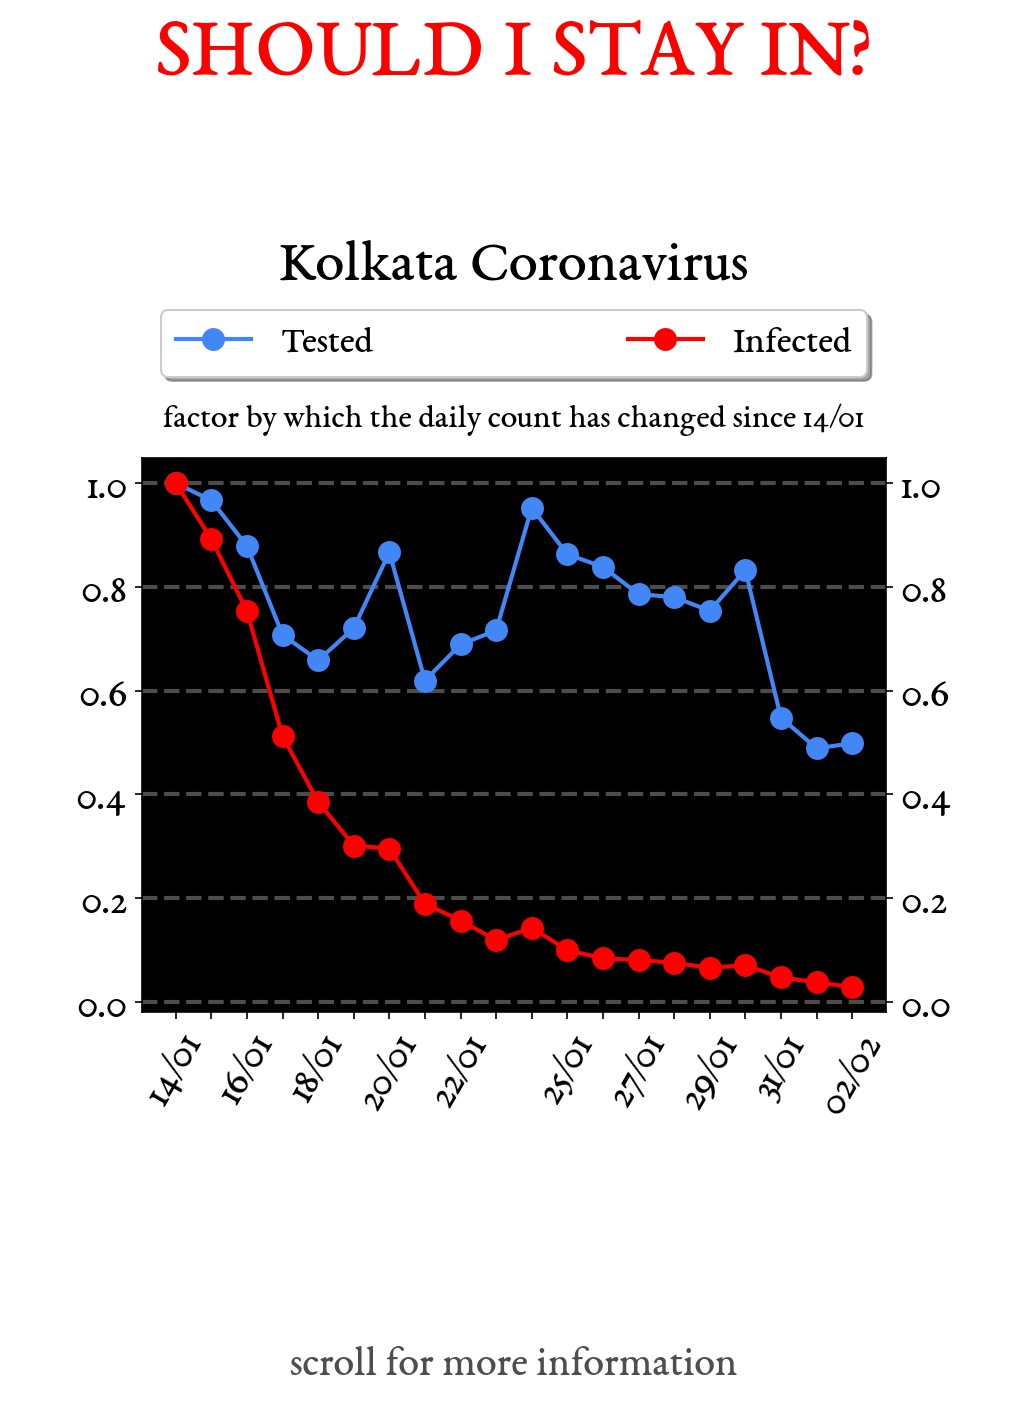 SHOULD I STAY IN?
Kolkata Coronavirus
Tested Infected
factor by which the daily count has changed since 14/01
1.0 1.0
0.8 0.8
0.6 0.6
0.4 0.4
0.2 0.2
0.0 0.0
14/01 16/01 18/01 20/01 22/01 25/01 27/01 29/01 31/01 02/02
scroll for more information